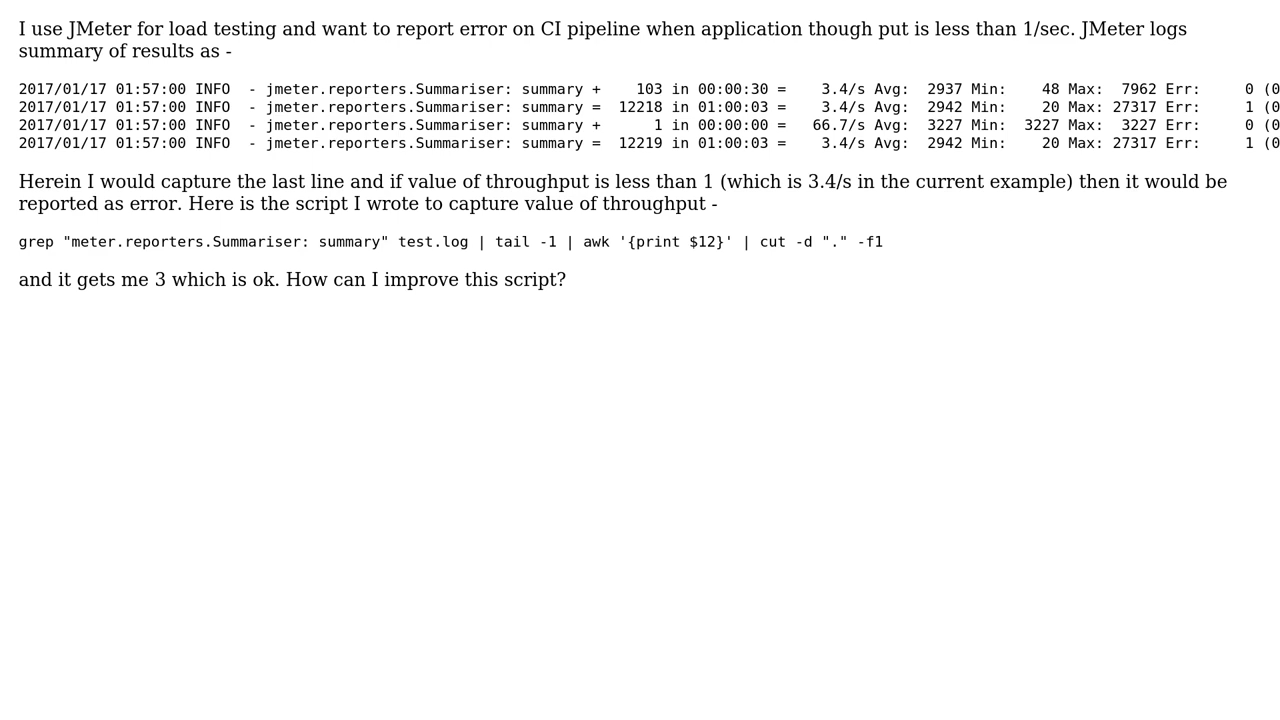 I use JMeter for load testing and want to report error on CI pipeline when application though put is less than 1/sec. JMeter logs
summary of results as -
2017/01/17 01:57:00 INFO  - jmeter.reporters.Summariser: summary +    103 in 00:00:30 =    3.4/s Avg:  2937 Min:    48 Max:  7962 Err:     0 (0
2017/01/17 01:57:00 INFO  - jmeter.reporters.Summariser: summary =  12218 in 01:00:03 =    3.4/s Avg:  2942 Min:    20 Max: 27317 Err:     1 (0
2017/01/17 01:57:00 INFO  - jmeter.reporters.Summariser: summary +      1 in 00:00:00 =   66.7/s Avg:  3227 Min:  3227 Max:  3227 Err:     0 (0
2017/01/17 01:57:00 INFO  - jmeter.reporters.Summariser: summary =  12219 in 01:00:03 =    3.4/s Avg:  2942 Min:    20 Max: 27317 Err:     1 (0
Herein I would capture the last line and if value of throughput is less than 1 (which is 3.4/s in the current example) then it would be
reported as error. Here is the script I wrote to capture value of throughput -
grep "meter.reporters.Summariser: summary" test.log | tail -1 | awk '{print $12}' | cut -d "." -f1
and it gets me 3 which is ok. How can I improve this script?